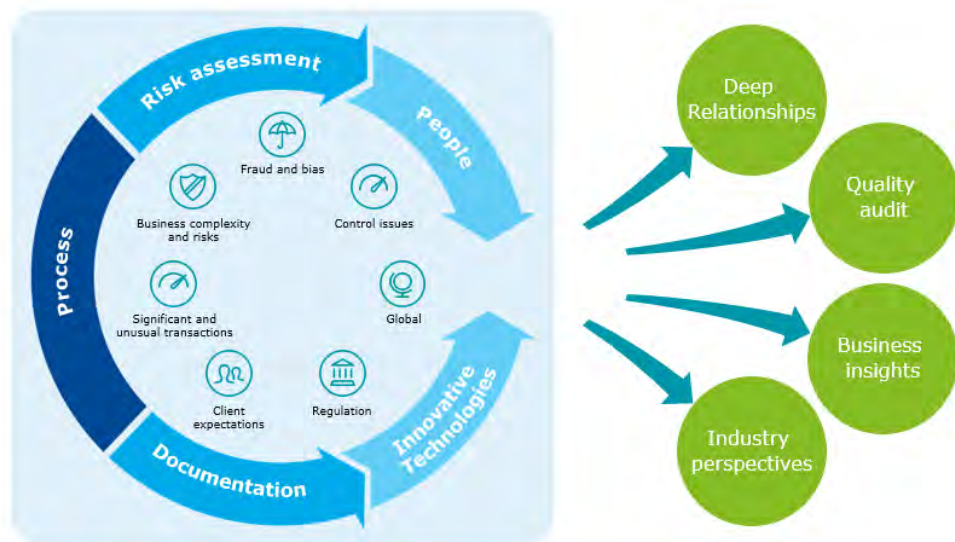 Risk assessment
People
Process
Documentation
Innovative
Technologies
Fraud and bias
Business complexity
and risks
Control issues
Significant and
unusual transactions
Global
Client
expectations
Regulation
Deep
Relationships
Quality
audit
Business
insights
Industry
perspectives